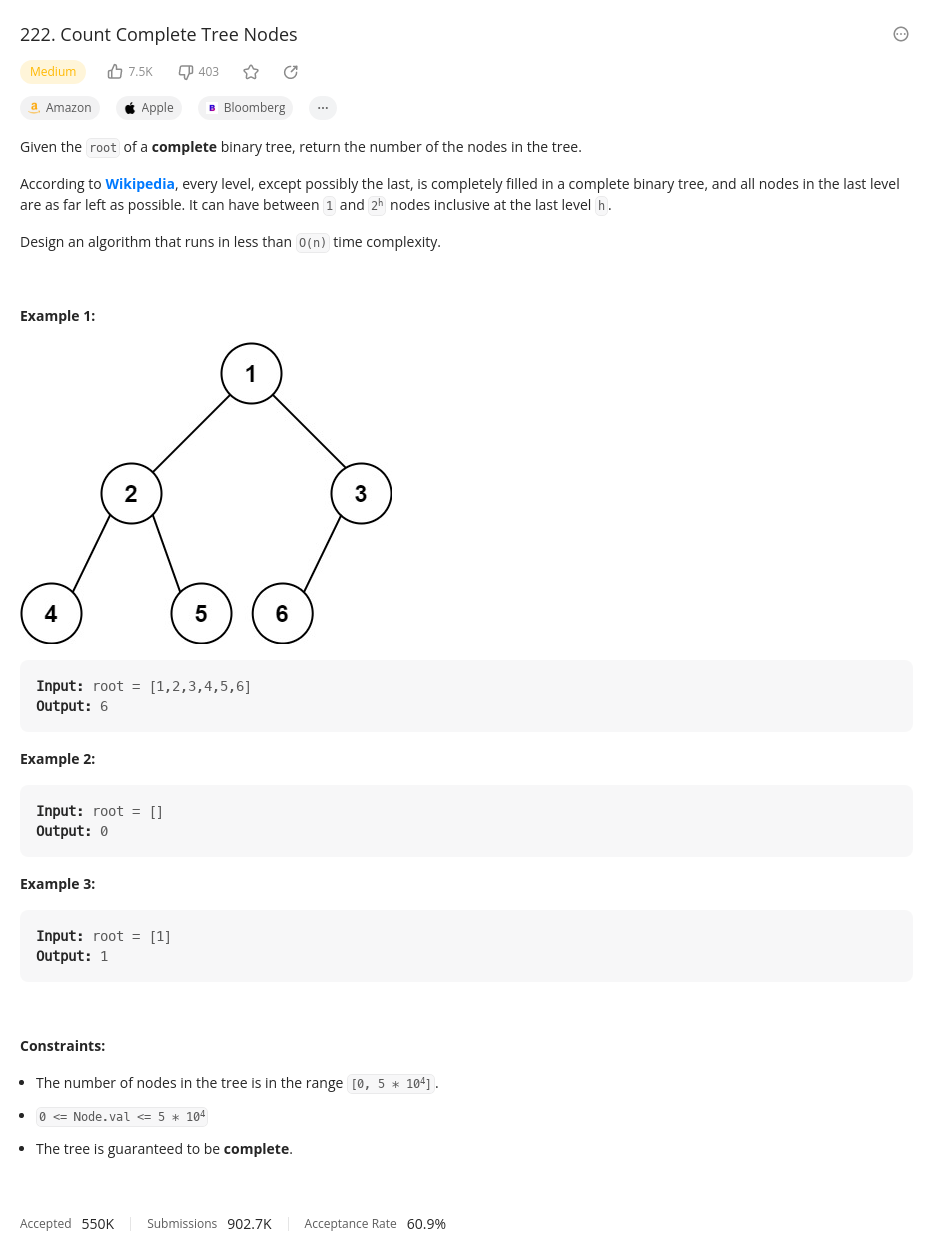 222. Count Complete Tree Nodes
Medium 7.5K 403
Amazon Apple B Bloomberg ...
Given the root of a complete binary tree, return the number of the nodes in the tree.
According to Wikipedia, every level, except possibly the last, is completely filled in a complete binary tree, and all nodes in the last level
are as far left as possible. It can have between 1 and 2ʰ nodes inclusive at the last level h.
Design an algorithm that runs in less than O(n) time complexity.
Example 1:
1
2 3
4 5 6
Input: root = [1,2,3,4,5,6]
Output: 6
Example 2:
Input: root = []
Output: 0
Example 3:
Input: root = [1]
Output: 1
Constraints:
• The number of nodes in the tree is in the range [0, 5 * 10⁴].
• 0 <= Node.val <= 5 * 10⁴
• The tree is guaranteed to be complete.
Accepted 550K Submissions 902.7K Acceptance Rate 60.9%